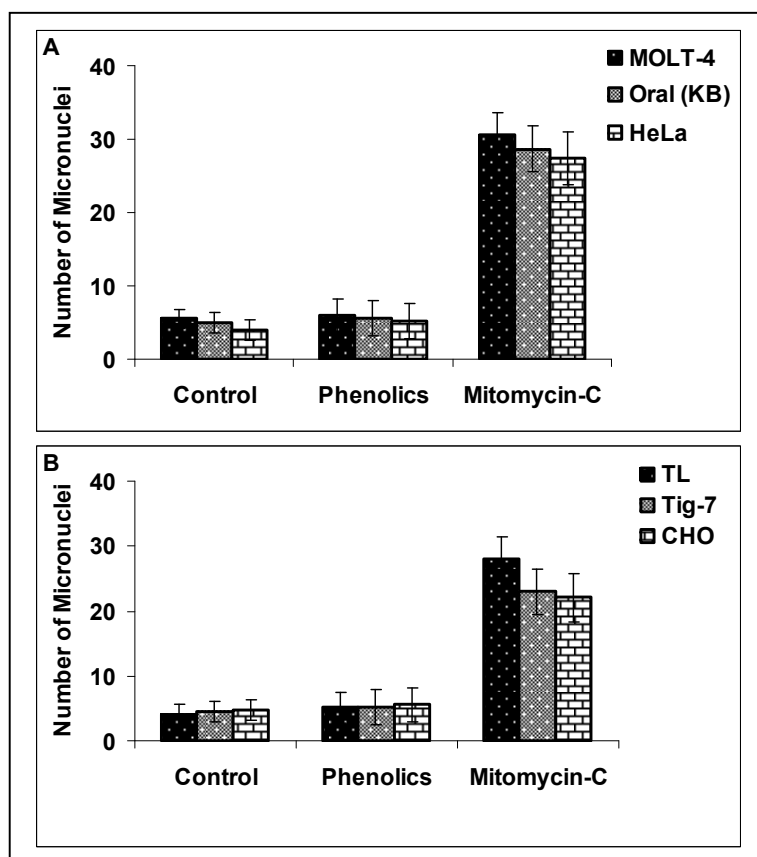 A
MOLT-4
Oral (KB)
HeLa
Number of Micronuclei
40
30
20
10
0
Control Phenolics Mitomycin-C
B
TL
Tig-7
CHO
Number of Micronuclei
40
30
20
10
0
Control Phenolics Mitomycin-C